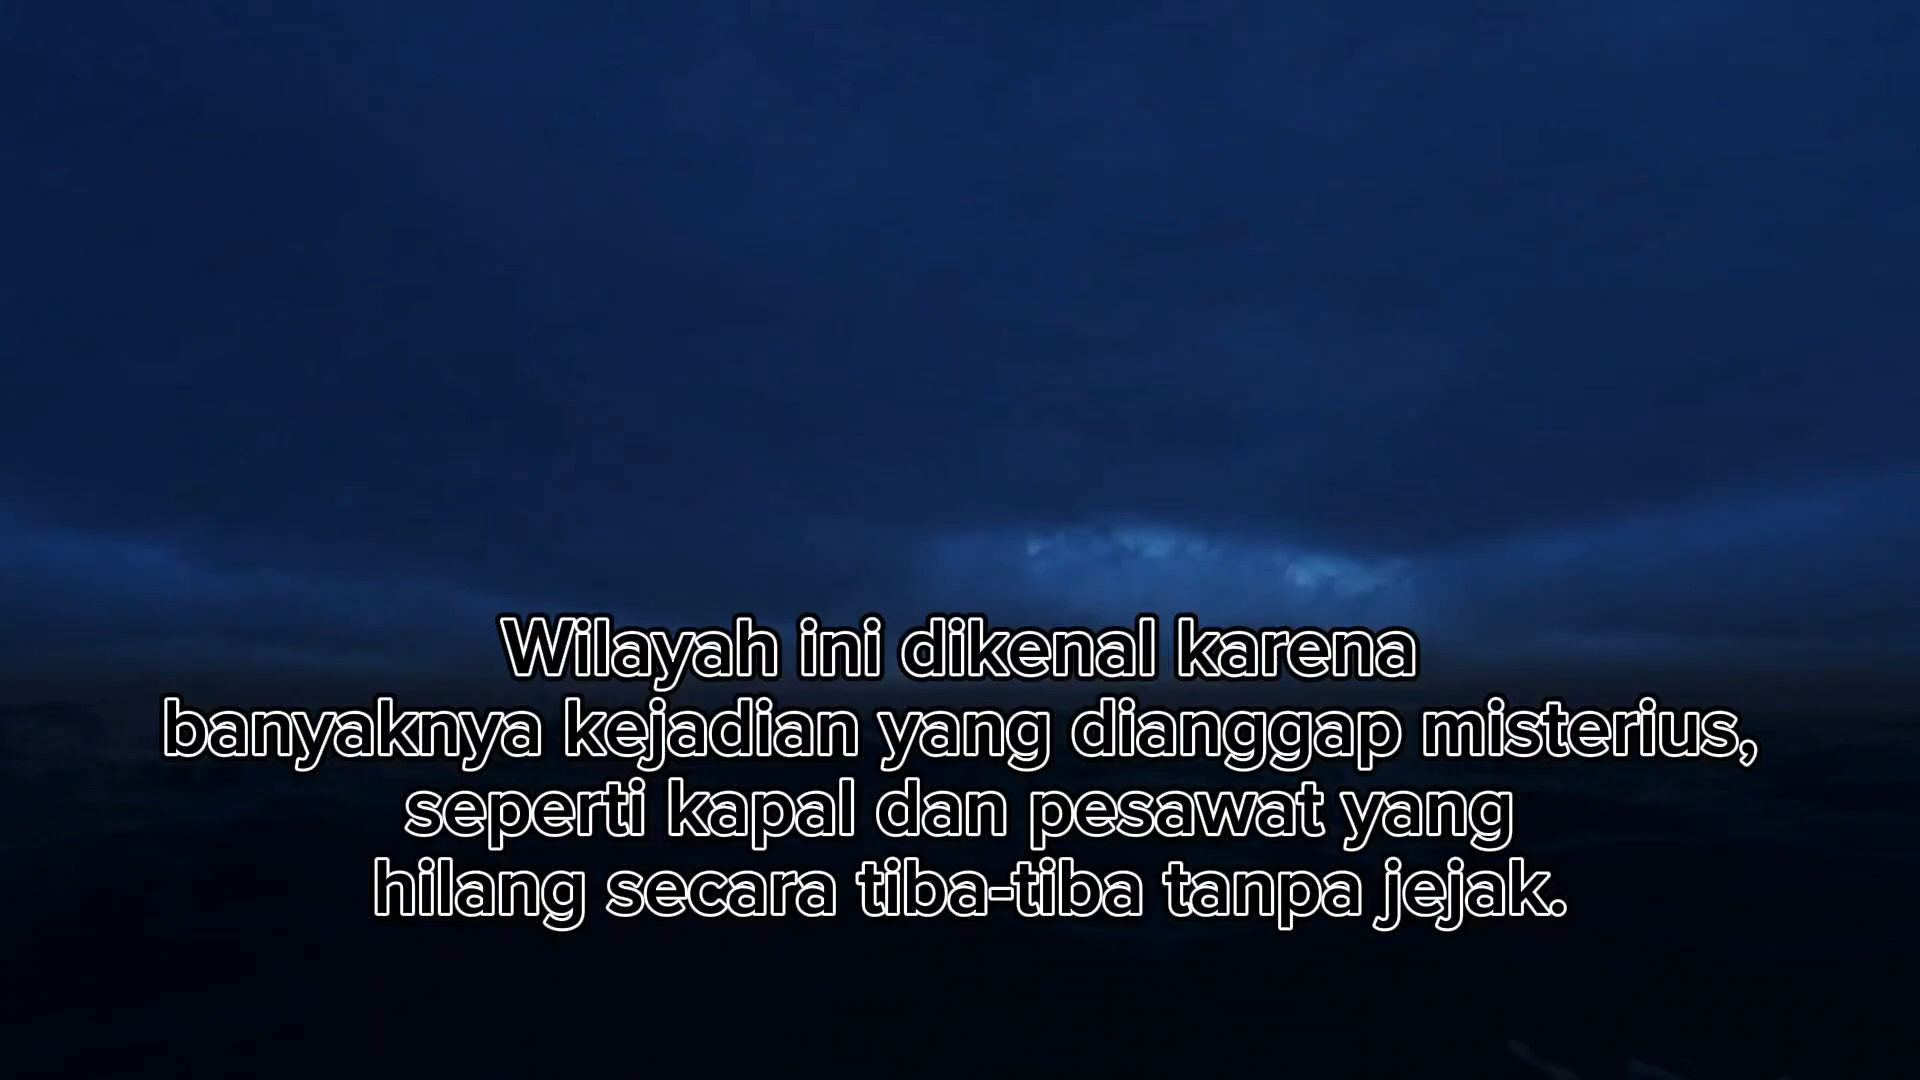 Wilayah ini dikenal karena
banyaknya kejadian yang dianggap misterius,
seperti kapal dan pesawat yang
hilang secara tiba-tiba tanpa jejak.